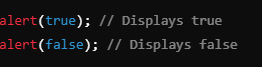 alert(true); // Displays true
alert(false); // Displays false